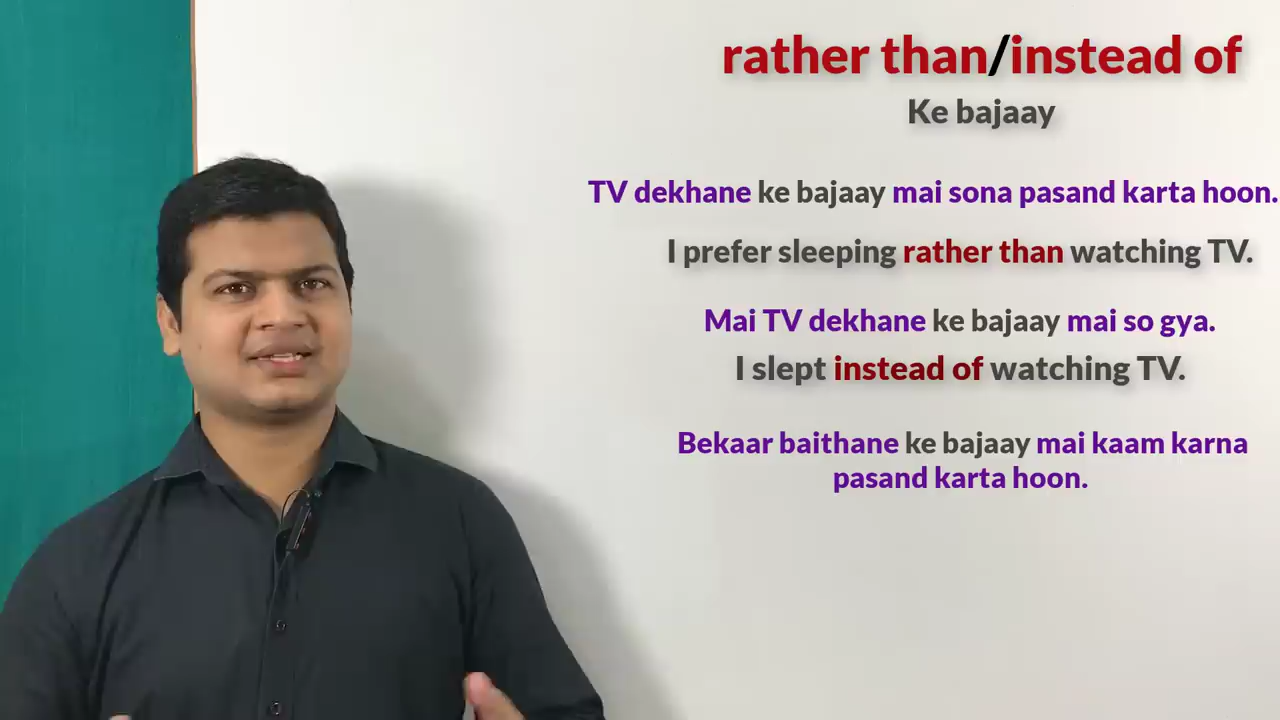 rather than/instead of
Ke bajaay
TV dekhane ke bajaay mai sona pasand karta hoon.
I prefer sleeping rather than watching TV.
Mai TV dekhane ke bajaay mai so gya.
I slept instead of watching TV.
Bekaar baithane ke bajaay mai kaam karna
pasand karta hoon.